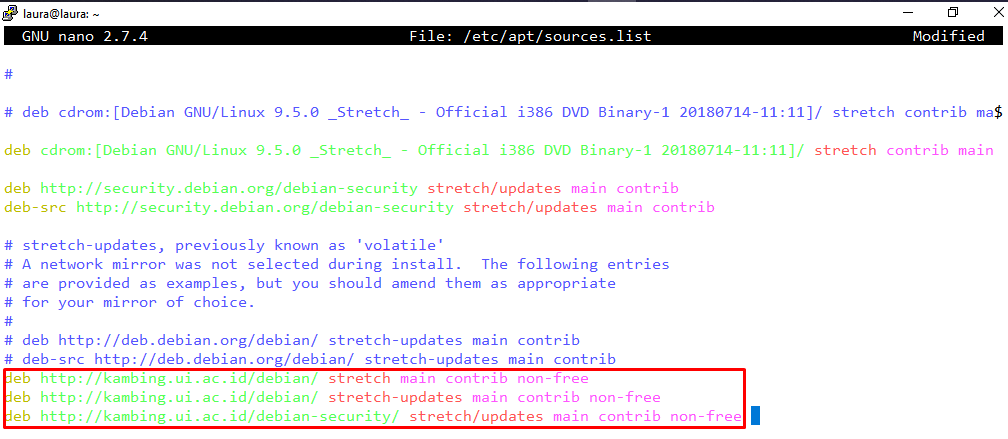 laura@laura: ~
GNU nano 2.7.4 File: /etc/apt/sources.list Modified
#
# deb cdrom:[Debian GNU/Linux 9.5.0 _Stretch_ - Official i386 DVD Binary-1 20180714-11:11]/ stretch contrib ma$
deb cdrom:[Debian GNU/Linux 9.5.0 _Stretch_ - Official i386 DVD Binary-1 20180714-11:11]/ stretch contrib main
deb http://security.debian.org/debian-security stretch/updates main contrib
deb-src http://security.debian.org/debian-security stretch/updates main contrib
# stretch-updates, previously known as 'volatile'
# A network mirror was not selected during install.  The following entries
# are provided as examples, but you should amend them as appropriate
# for your mirror of choice.
#
# deb http://deb.debian.org/debian/ stretch-updates main contrib
# deb-src http://deb.debian.org/debian/ stretch-updates main contrib
deb http://kambing.ui.ac.id/debian/ stretch main contrib non-free
deb http://kambing.ui.ac.id/debian/ stretch-updates main contrib non-free
deb http://kambing.ui.ac.id/debian-security/ stretch/updates main contrib non-free